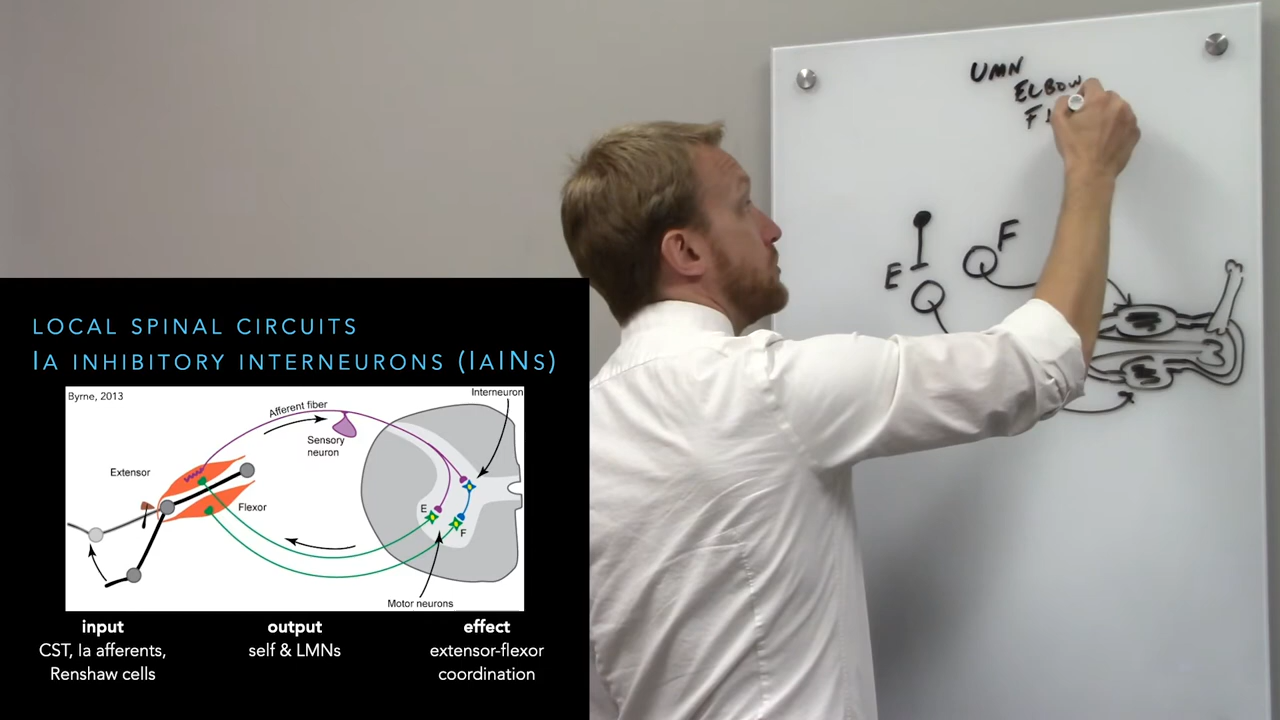 UMN
ELBOW
F
E
LOCAL SPINAL CIRCUITS
IA INHIBITORY INTERNEURONS (IAINS)
Byrne, 2013
Interneuron
Afferent fiber
Sensory
neuron
Extensor
Flexor
E
F
Motor neurons
input
CST, Ia afferents,
Renshaw cells
output
self & LMNs
effect
extensor-flexor
coordination